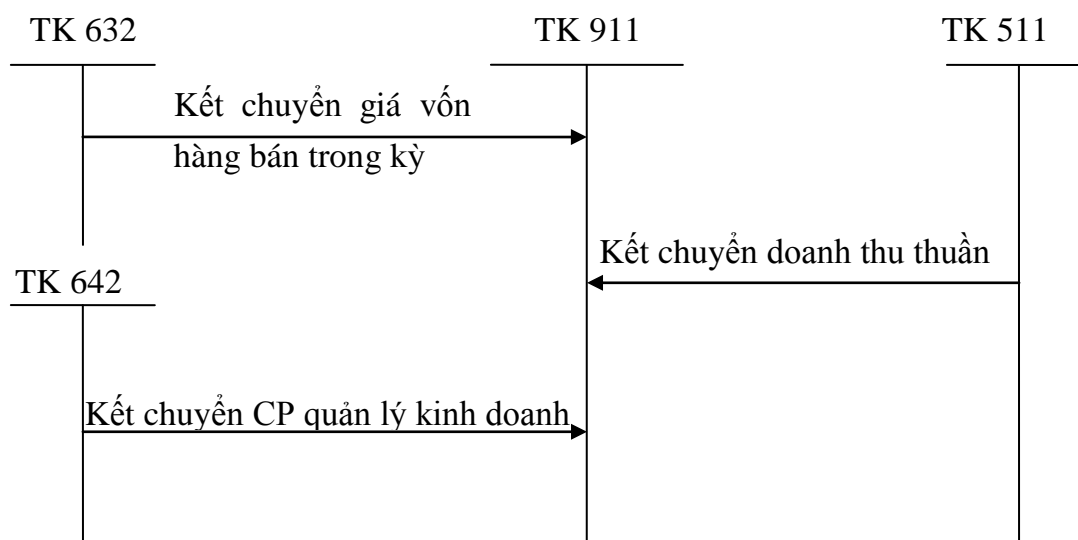 TK 632
TK 911
TK 511
Kết chuyển giá vốn
hàng bán trong kỳ
Kết chuyển doanh thu thuần
TK 642
Kết chuyển CP quản lý kinh doanh